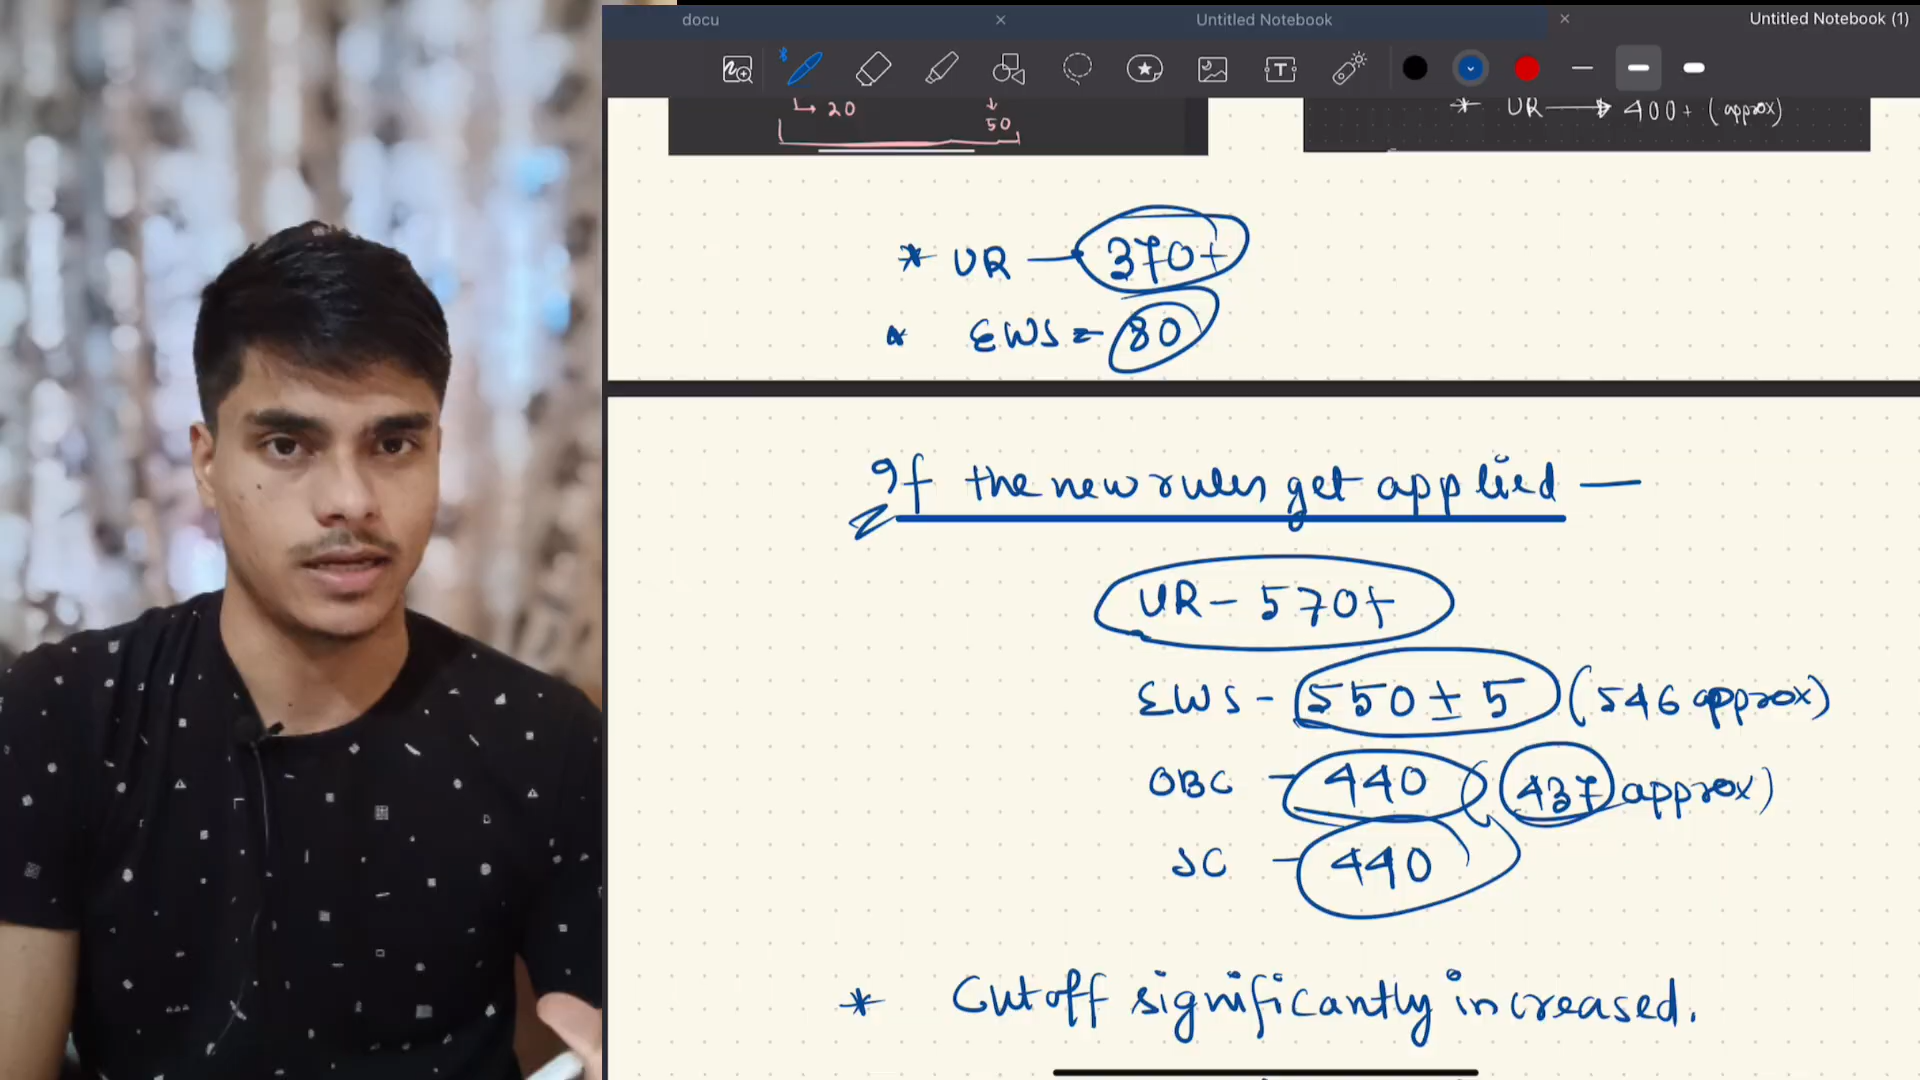 docu
Untitled Notebook
Untitled Notebook (1)
20
50
* UR → 400+ (approx)
* UR — 370+
* EWS = 80
If the new rules get applied —
UR - 570+
EWS - 550 ± 5 (546 approx)
OBC - 440 (437 approx)
SC - 440
* Cutoff significantly increased.